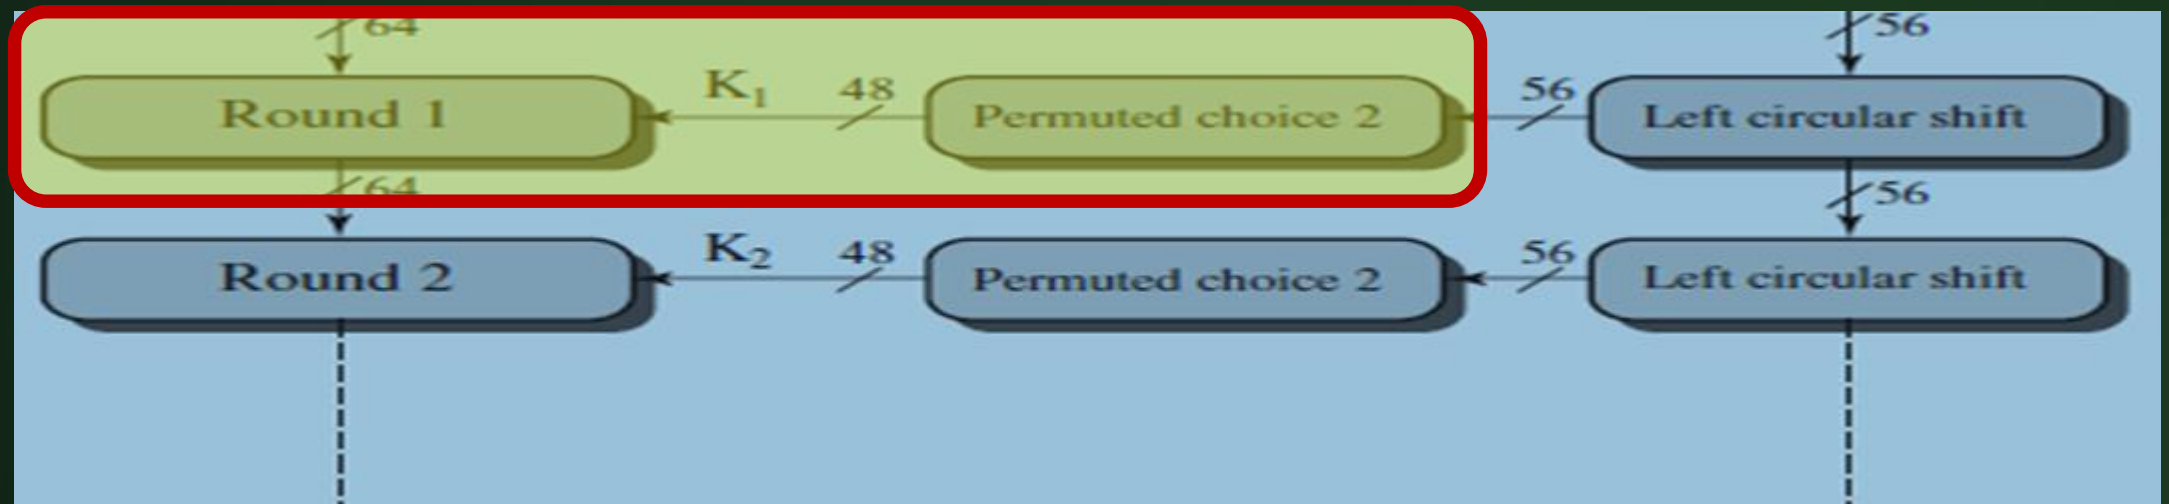 64 56
Round 1 K₁ 48 Permuted choice 2 56 Left circular shift
64 56
Round 2 K₂ 48 Permuted choice 2 56 Left circular shift